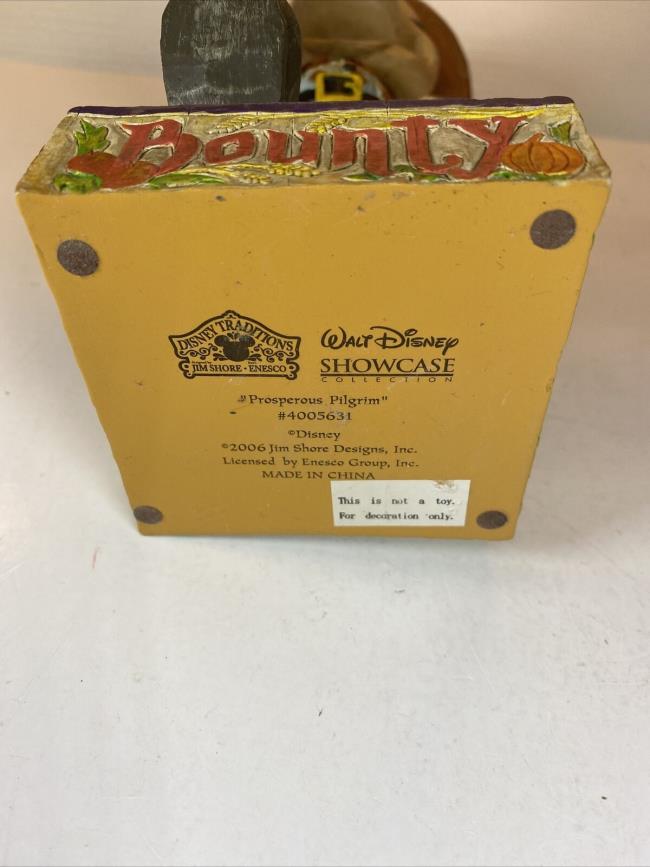 Bounty
DISNEY TRADITIONS
JIM SHORE • ENESCO
WALT DISNEY
SHOWCASE
COLLECTION
"Prosperous Pilgrim"
#4005631
©Disney
©2006 Jim Shore Designs, Inc.
Licensed by Enesco Group, Inc.
MADE IN CHINA
This is not a toy.
For decoration only.